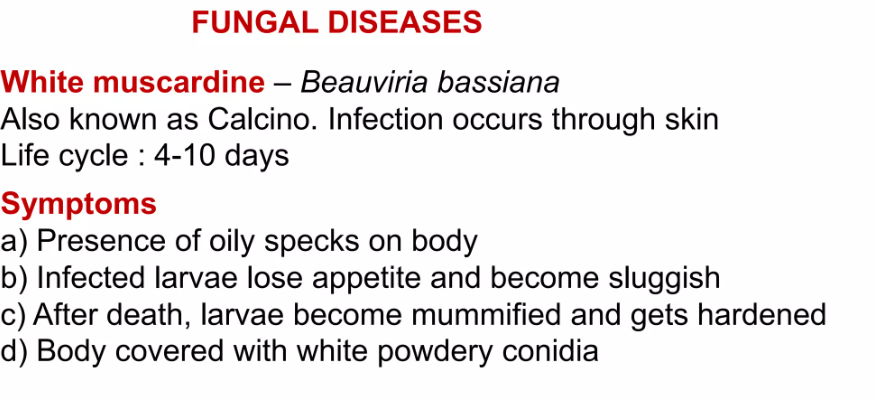 FUNGAL DISEASES
White muscardine – Beauviria bassiana
Also known as Calcino. Infection occurs through skin
Life cycle : 4-10 days
Symptoms
a) Presence of oily specks on body
b) Infected larvae lose appetite and become sluggish
c) After death, larvae become mummified and gets hardened
d) Body covered with white powdery conidia